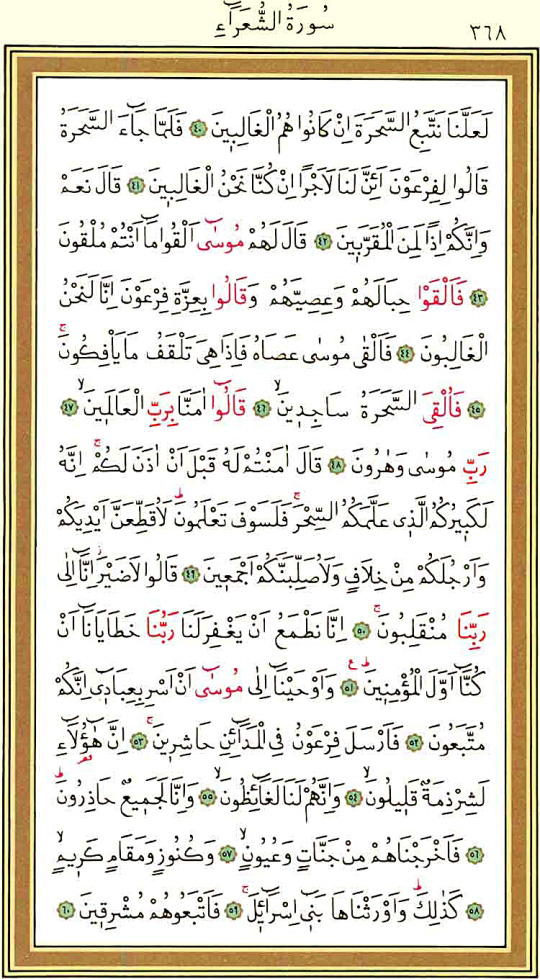 سُورَةُ الشُّعَرَاءِ
٣٦٨
لَعَلَّنَا نَتَّبِعُ السَّحَرَةَ اِنْ كَانُوا هُمُ الْغَالِبٖينَ ﴿٤٠﴾ فَلَمَّا جَٓاءَ السَّحَرَةُ
قَالُوا لِفِرْعَوْنَ اَئِنَّ لَنَا لَاَجْرًا اِنْ كُنَّا نَحْنُ الْغَالِبٖينَ ﴿٤١﴾ قَالَ نَعَمْ
وَاِنَّكُمْ اِذًا لَمِنَ الْمُقَرَّبٖينَ ﴿٤٢﴾ قَالَ لَهُمْ مُوسٰٓى اَلْقُوا مَٓا اَنْتُمْ مُلْقُونَ
﴿٤٣﴾ فَاَلْقَوْا حِبَالَهُمْ وَعِصِيَّهُمْ وَقَالُوا بِعِزَّةِ فِرْعَوْنَ اِنَّا لَنَحْنُ
الْغَالِبُونَ ﴿٤٤﴾ فَاَلْقٰى مُوسٰى عَصَاهُ فَاِذَا هِىَ تَلْقَفُ مَا يَاْفِكُونَۚ
﴿٤٥﴾ فَاُلْقِىَ السَّحَرَةُ سَاجِدٖينَۙ ﴿٤٦﴾ قَالُٓوا اٰمَنَّا بِرَبِّ الْعَالَمٖينَۙ ﴿٤٧﴾
رَبِّ مُوسٰى وَهٰرُونَ ﴿٤٨﴾ قَالَ اٰمَنْتُمْ لَهُ قَبْلَ اَنْ اٰذَنَ لَكُمْۚ اِنَّهُ
لَكَبٖيرُكُمُ الَّذٖى عَلَّمَكُمُ السِّحْرَۚ فَلَسَوْفَ تَعْلَمُونَؕ لَاُقَطِّعَنَّ اَيْدِيَكُمْ
وَاَرْجُلَكُمْ مِنْ خِلَافٍ وَلَاُصَلِّبَنَّكُمْ اَجْمَعٖينَ ﴿٤٩﴾ قَالُوا لَا ضَيْرَؗ اِنَّٓا اِلٰى
رَبِّنَا مُنْقَلِبُونَۚ ﴿٥٠﴾ اِنَّا نَطْمَعُ اَنْ يَغْفِرَ لَنَا رَبُّنَا خَطَايَانَٓا اَنْ
كُنَّٓا اَوَّلَ الْمُؤْمِنٖينَؕ ع ﴿٥١﴾ وَاَوْحَيْنَٓا اِلٰى مُوسٰٓى اَنْ اَسْرِ بِعِبَادٖٓى اِنَّكُمْ
مُتَّبَعُونَ ﴿٥٢﴾ فَاَرْسَلَ فِرْعَوْنُ فِى الْمَدَٓائِنِ حَاشِرٖينَۚ ﴿٥٣﴾ اِنَّ هٰٓؤُلَٓاءِ
لَشِرْذِمَةٌ قَلٖيلُونَۙ ﴿٥٤﴾ وَاِنَّهُمْ لَنَا لَغَٓائِظُونَۙ ﴿٥٥﴾ وَاِنَّا لَجَمٖيعٌ حَاذِرُونَؕ
﴿٥٦﴾ فَاَخْرَجْنَاهُمْ مِنْ جَنَّاتٍ وَعُيُونٍۙ ﴿٥٧﴾ وَكُنُوزٍ وَمَقَامٍ كَرٖيمٍۙ
﴿٥٨﴾ كَذٰلِكَؕ وَاَوْرَثْنَاهَا بَنٖٓى اِسْرَٓائٖلَۚ ﴿٥٩﴾ فَاَتْبَعُوهُمْ مُشْرِقٖينَ ﴿٦٠﴾